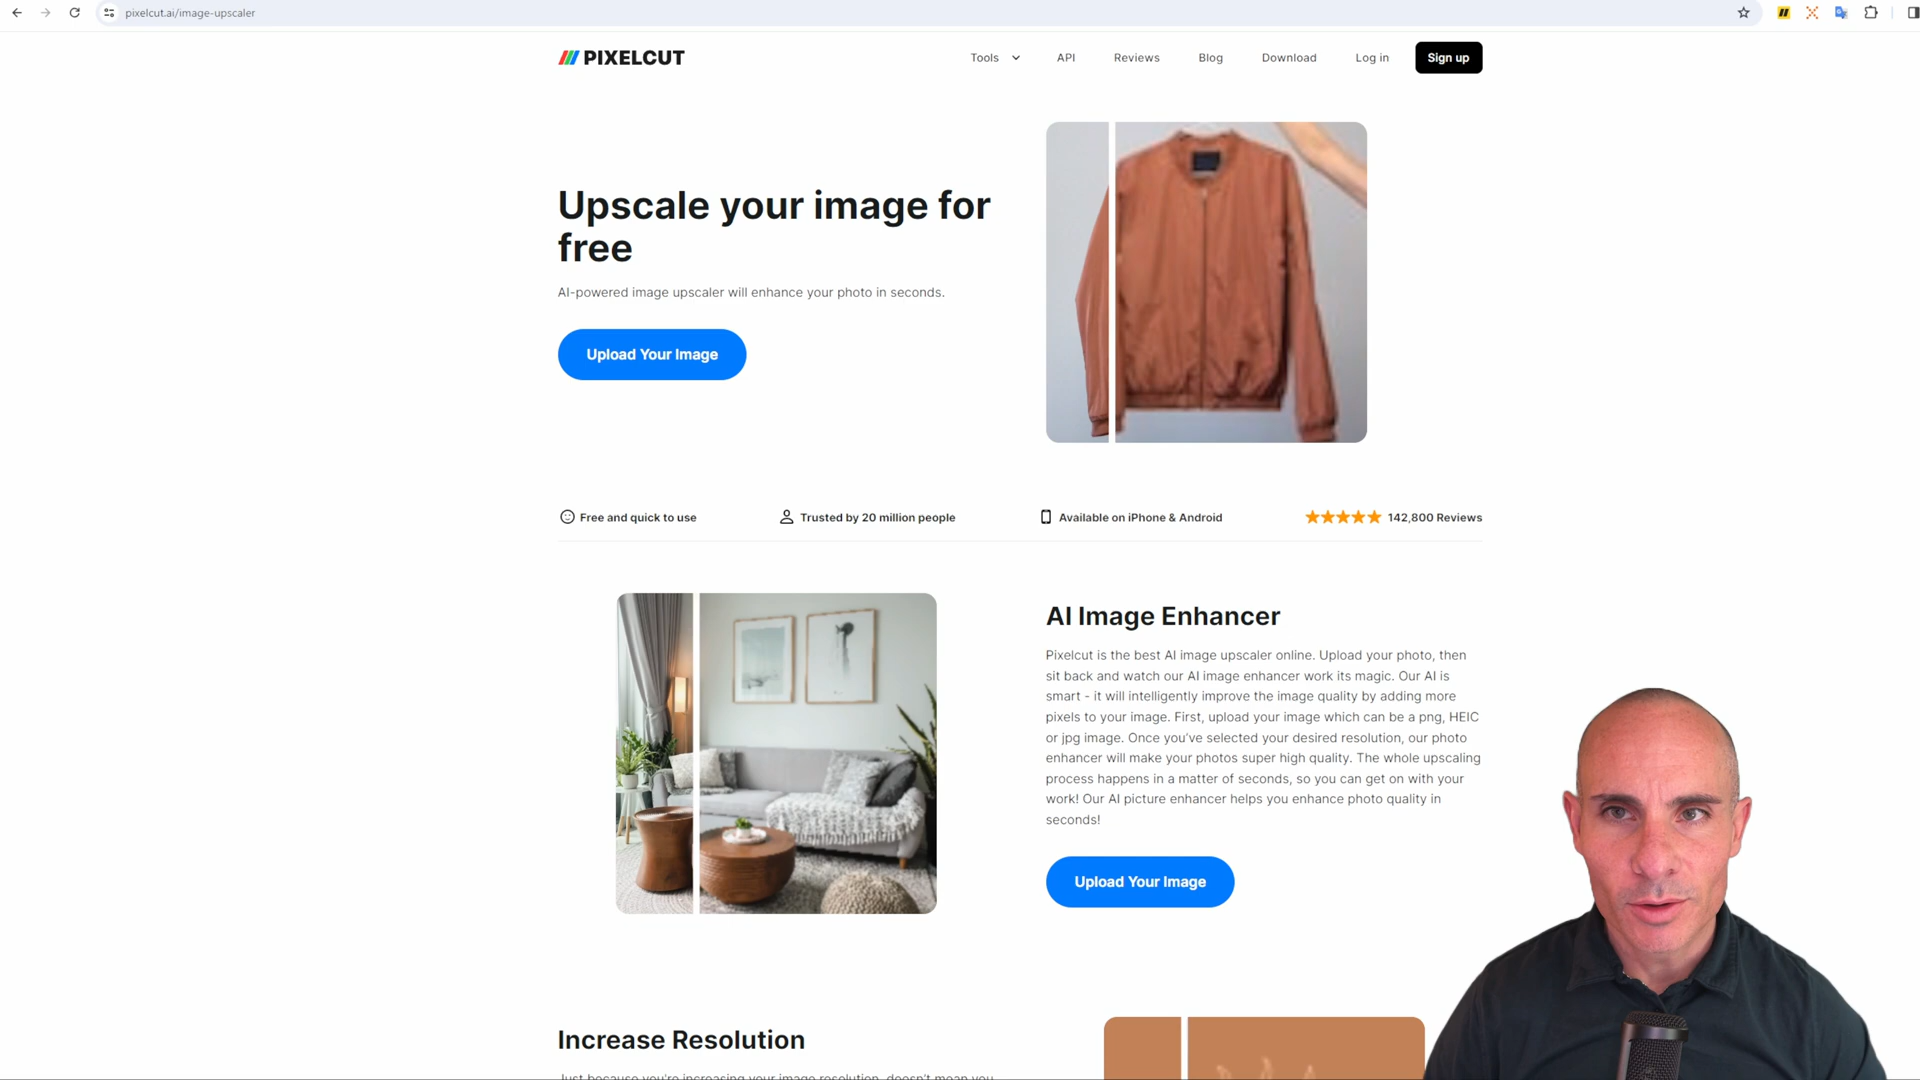 pixelcut.ai/image-upscaler
PIXELCUT
Tools
API
Reviews
Blog
Download
Log in
Sign up
Upscale your image for
free
AI-powered image upscaler will enhance your photo in seconds.
Upload Your Image
Free and quick to use
Trusted by 20 million people
Available on iPhone & Android
142,800 Reviews
AI Image Enhancer
Pixelcut is the best AI image upscaler online. Upload your photo, then
sit back and watch our AI image enhancer work its magic. Our AI is
smart - it will intelligently improve the image quality by adding more
pixels to your image. First, upload your image which can be a png, HEIC
or jpg image. Once you've selected your desired resolution, our photo
enhancer will make your photos super high quality. The whole upscaling
process happens in a matter of seconds, so you can get on with your
work! Our AI picture enhancer helps you enhance photo quality in
seconds!
Upload Your Image
Increase Resolution
Just because you're increasing your image resolution, doesn't mean you